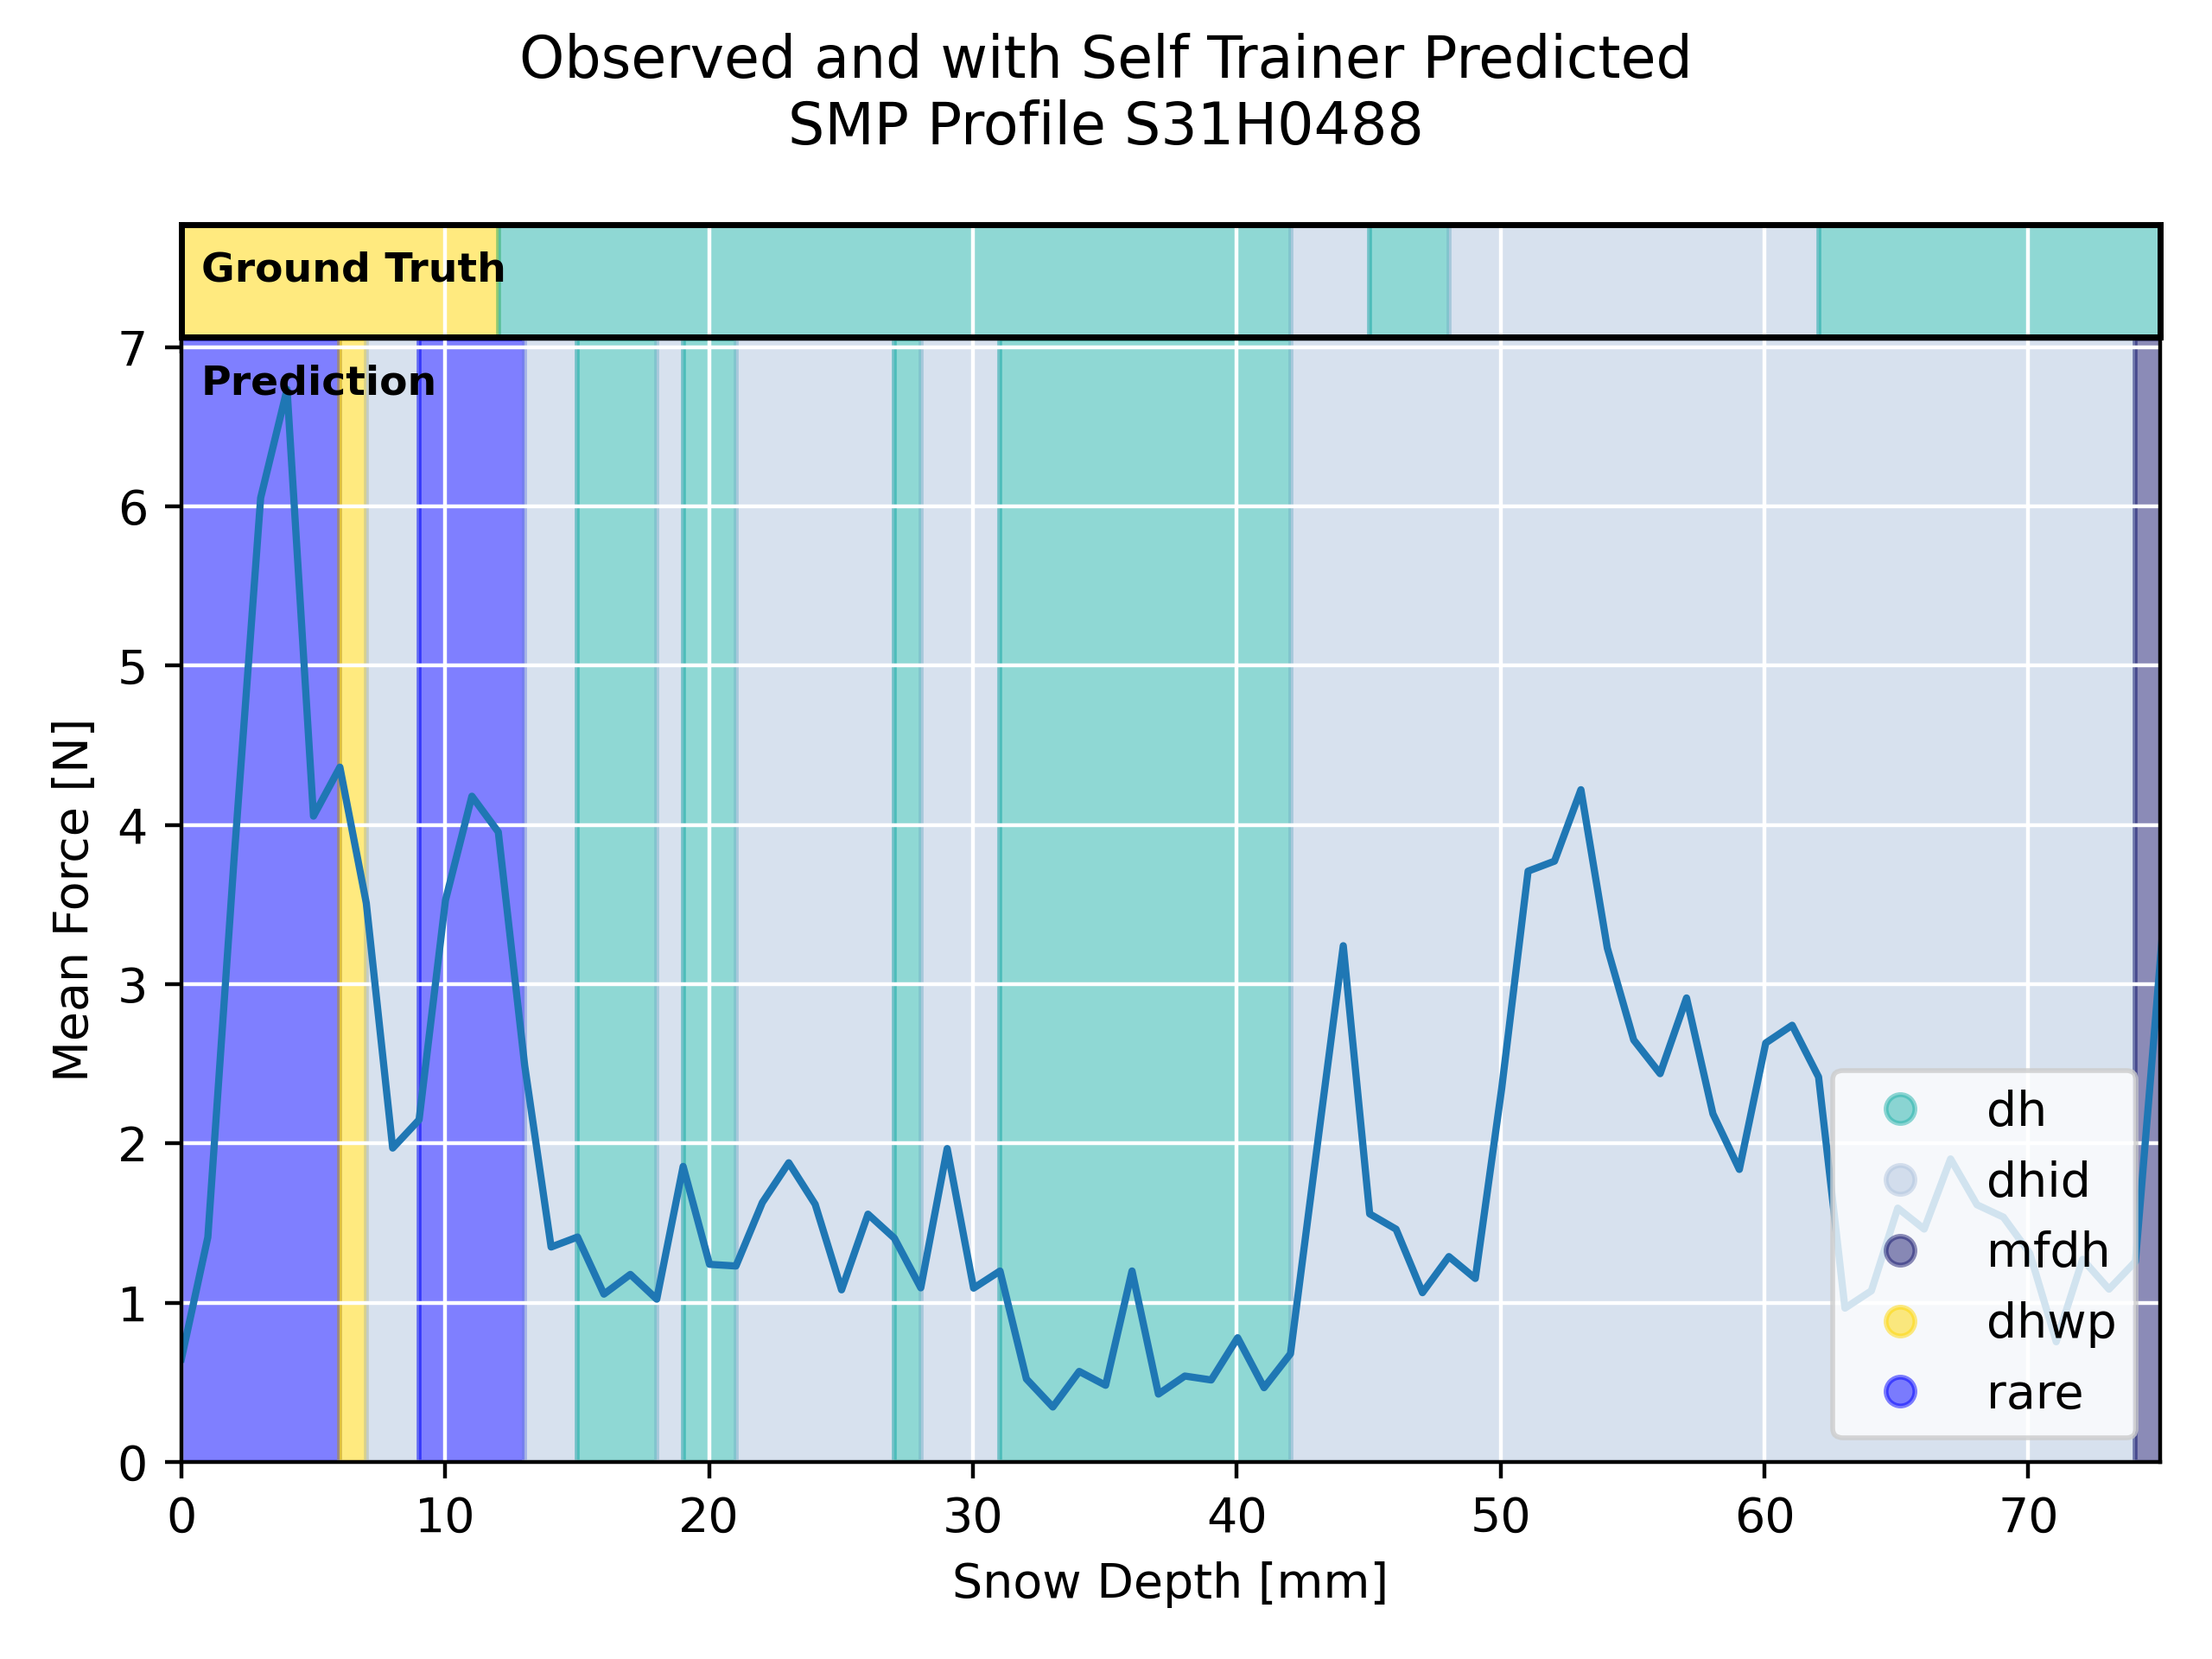 Observed and with Self Trainer Predicted
SMP Profile S31H0488
Ground Truth
Prediction
7
6
5
4
3
2
1
0
Mean Force [N]
dh
dhid
mfdh
dhwp
rare
0 10 20 30 40 50 60 70
Snow Depth [mm]